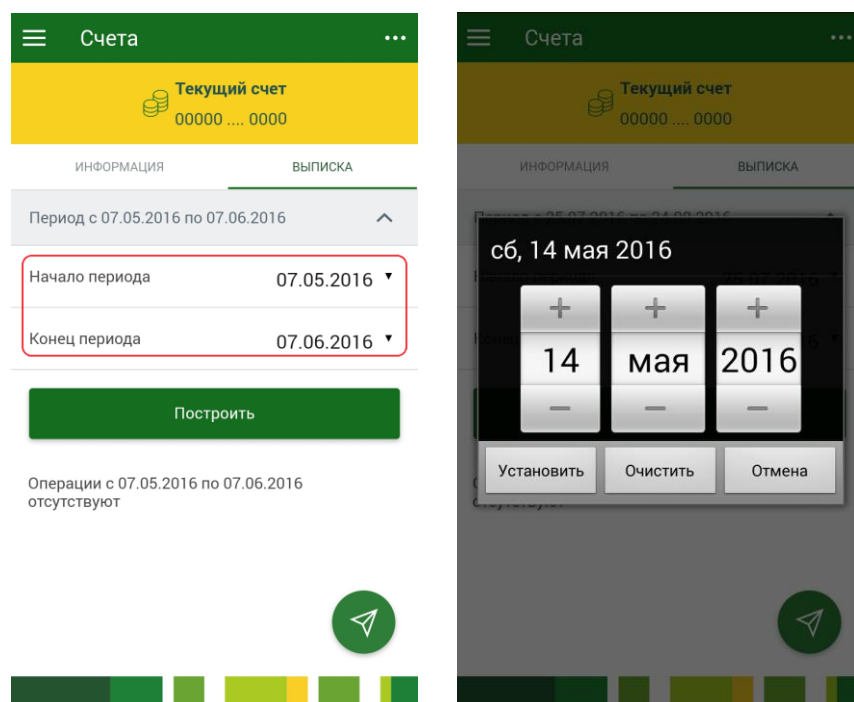 Счета
Текущий счет
00000 .... 0000
ИНФОРМАЦИЯ ВЫПИСКА
Период с 07.05.2016 по 07.06.2016
Начало периода 07.05.2016
Конец периода 07.06.2016
Построить
Операции с 07.05.2016 по 07.06.2016
отсутствуют
Счета
Текущий счет
00000 .... 0000
ИНФОРМАЦИЯ ВЫПИСКА
сб, 14 мая 2016
14 мая 2016
Установить Очистить Отмена